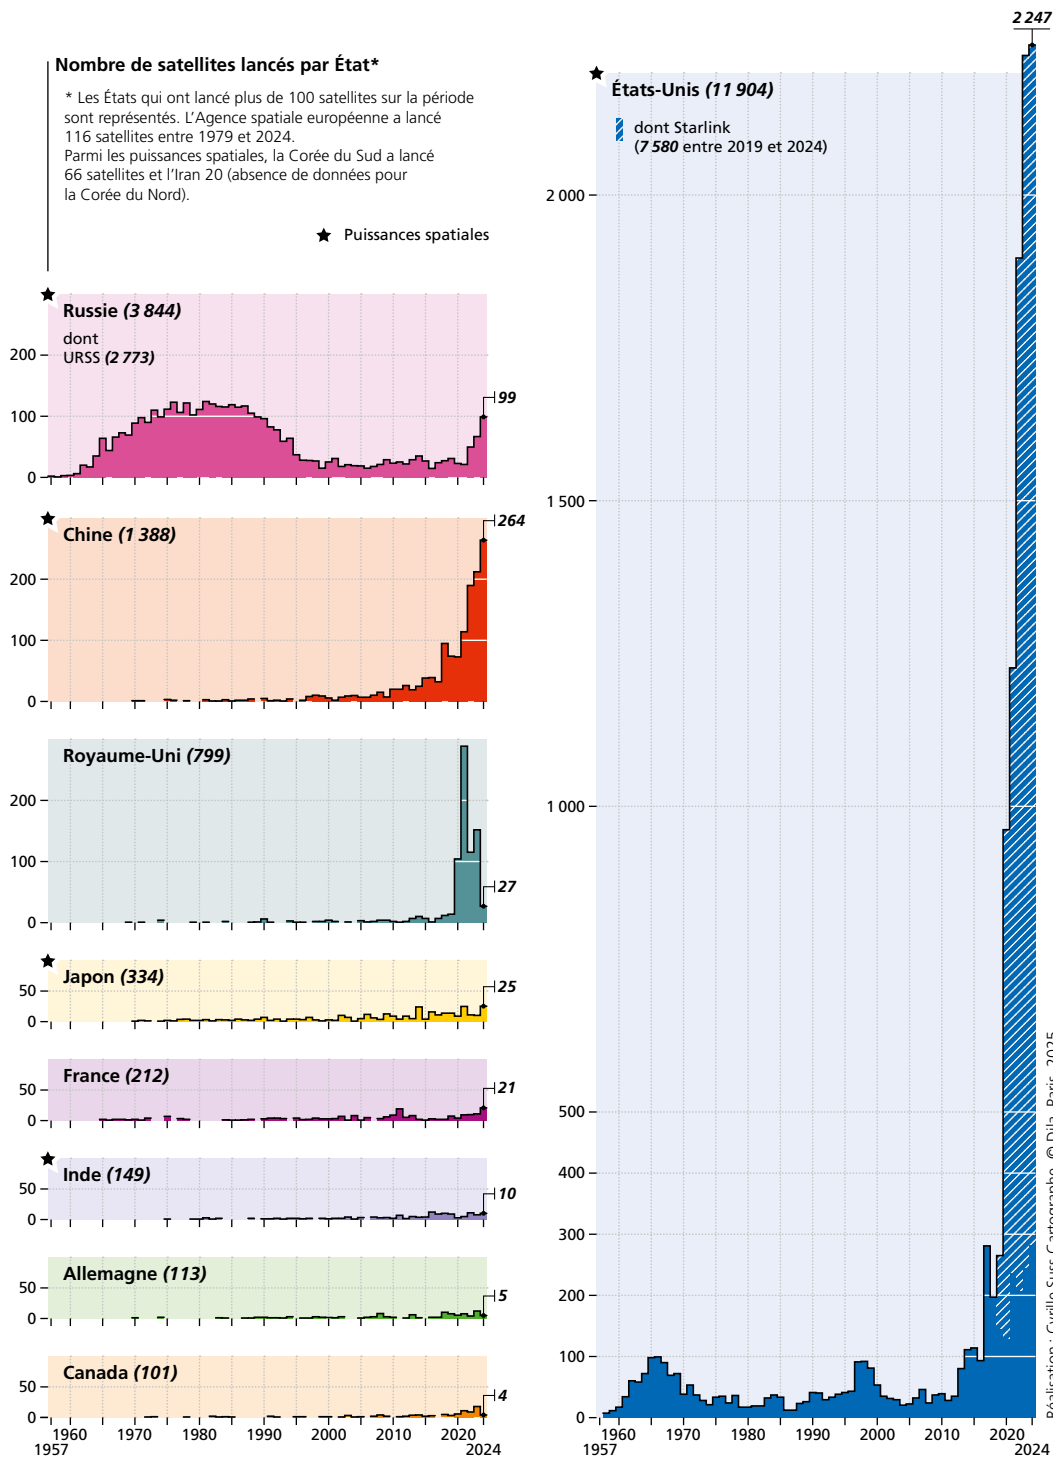 Nombre de satellites lancés par État*
* Les États qui ont lancé plus de 100 satellites sur la période
sont représentés. L’Agence spatiale européenne a lancé
116 satellites entre 1979 et 2024.
Parmi les puissances spatiales, la Corée du Sud a lancé
66 satellites et l’Iran 20 (absence de données pour
la Corée du Nord).
Puissances spatiales
Russie (3 844)
dont
URSS (2 773)
200
100
0
99
Chine (1 388)
200
100
0
264
Royaume-Uni (799)
200
100
0
27
Japon (334)
50
0
25
France (212)
50
0
21
Inde (149)
50
0
10
Allemagne (113)
50
0
5
Canada (101)
50
0
4
1960 1970 1980 1990 2000 2010 2020
1957 2024
2 247
États-Unis (11 904)
dont Starlink
(7 580 entre 2019 et 2024)
2 000
1 500
1 000
500
400
300
200
100
0
1960 1970 1980 1990 2000 2010 2020
1957 2024
Réalisation : Cyrille Suss Cartographe. © Dila, Paris, 2025